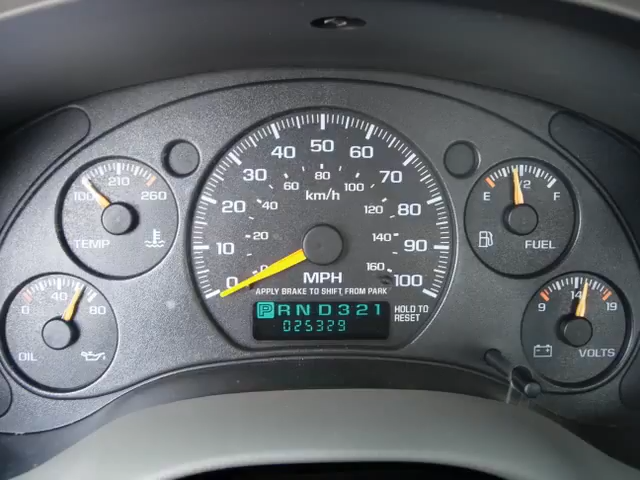 100 210 260
TEMP
0 40 80
OIL
0 10 20 30 40 50 60 70 80 90 100
0 20 40 60 80 100 120 140 160
km/h
MPH
APPLY BRAKE TO SHIFT FROM PARK
P R N D 3 2 1
025329
HOLD TO
RESET
E 1/2 F
FUEL
9 14 19
VOLTS